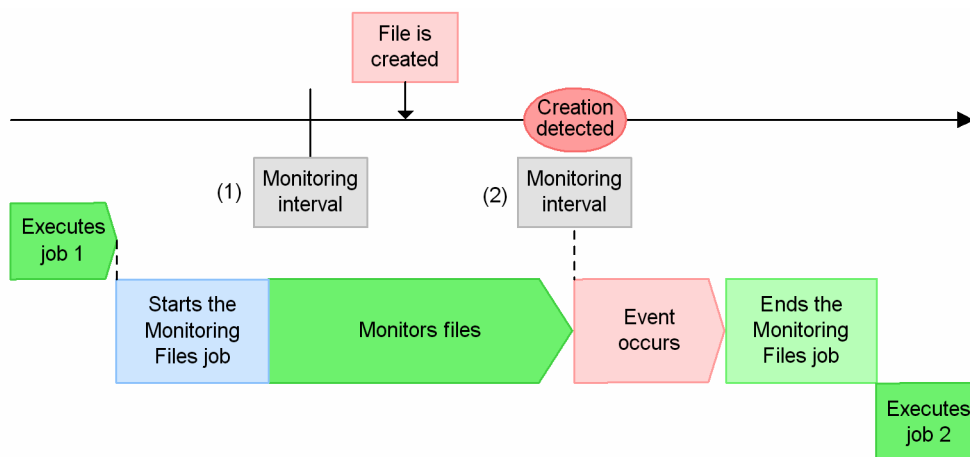 File is
created
Creation
detected
(1)
Monitoring
interval
(2)
Monitoring
interval
Executes
job 1
Starts the
Monitoring
Files job
Monitors files
Event
occurs
Ends the
Monitoring
Files job
Executes
job 2